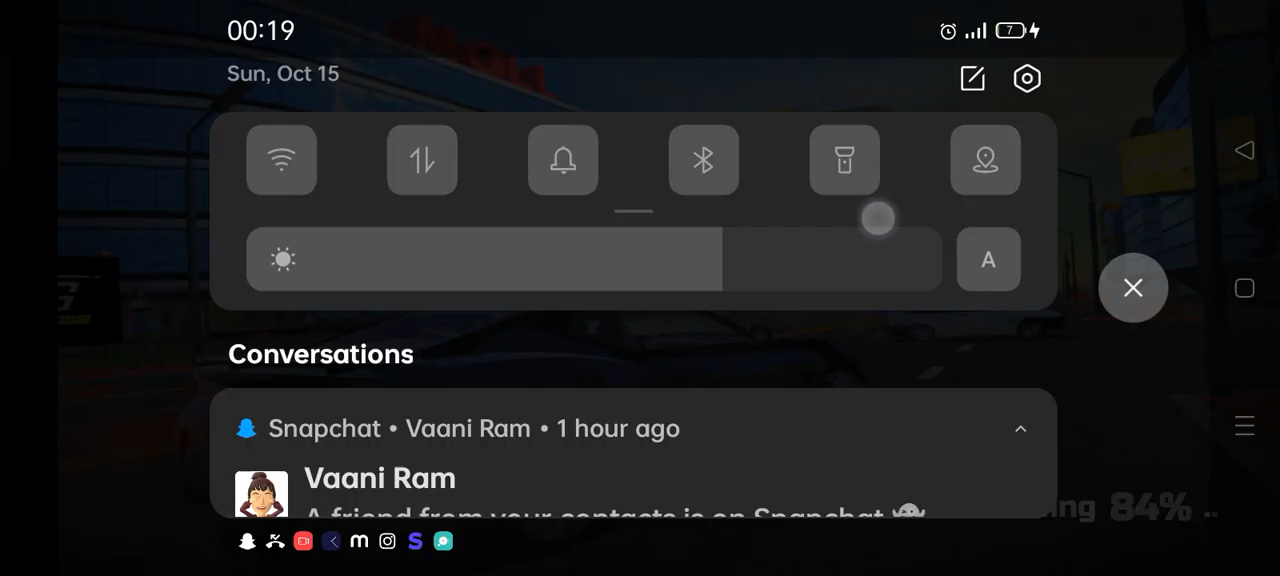 00:19
7
Sun, Oct 15
A
Conversations
Snapchat • Vaani Ram • 1 hour ago
Vaani Ram
A friend from your contacts is on Snapchat
84% ..